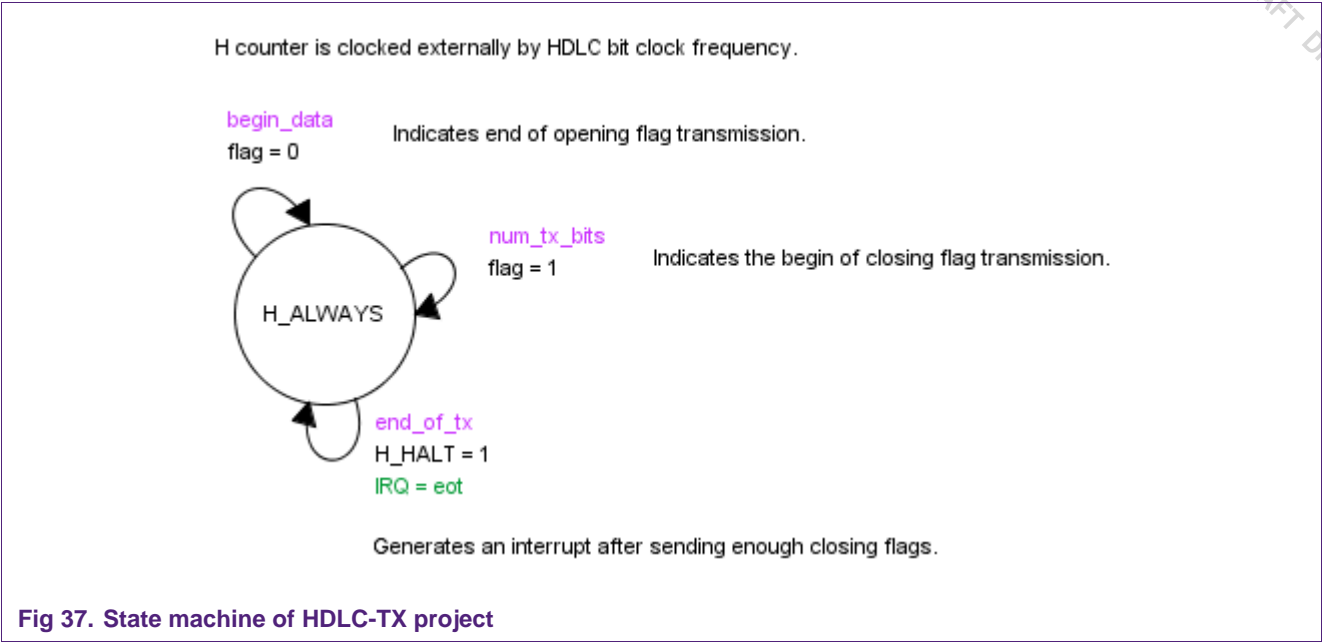 H counter is clocked externally by HDLC bit clock frequency.
begin_data
flag = 0
Indicates end of opening flag transmission.
num_tx_bits
flag = 1
Indicates the begin of closing flag transmission.
H_ALWAYS
end_of_tx
H_HALT = 1
IRQ = eot
Generates an interrupt after sending enough closing flags.
Fig 37. State machine of HDLC-TX project